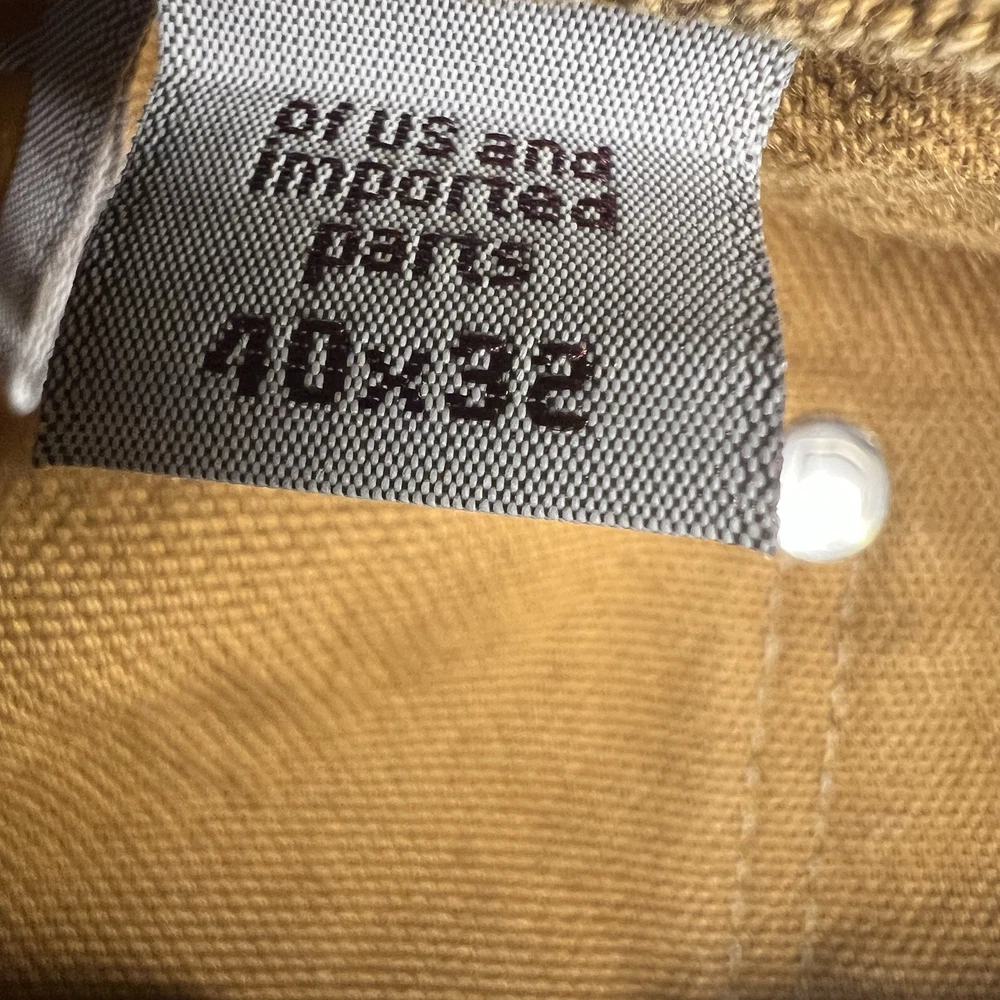 of us and
imported
parts
40x32